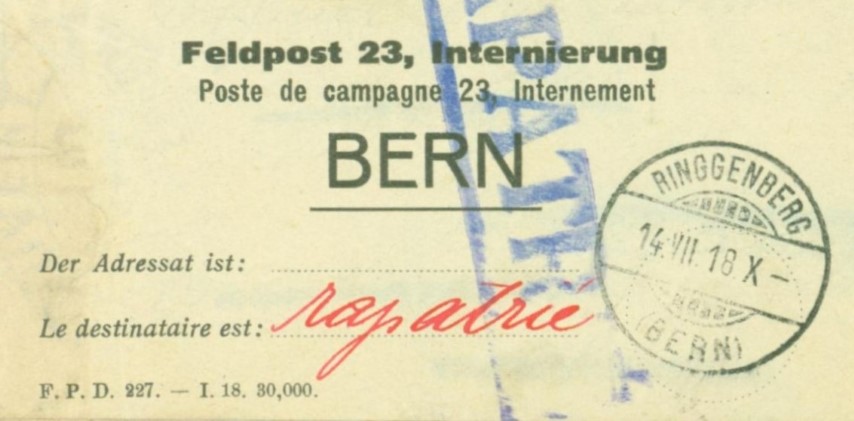 Feldpost 23, Internierung
Poste de campagne 23, Internement
BERN
Der Adressat ist:
Le destinataire est: rapatrié
F. P. D. 227. — I. 18. 30,000.
RINGGENBERG
14.VII.18 X–
(BERN)